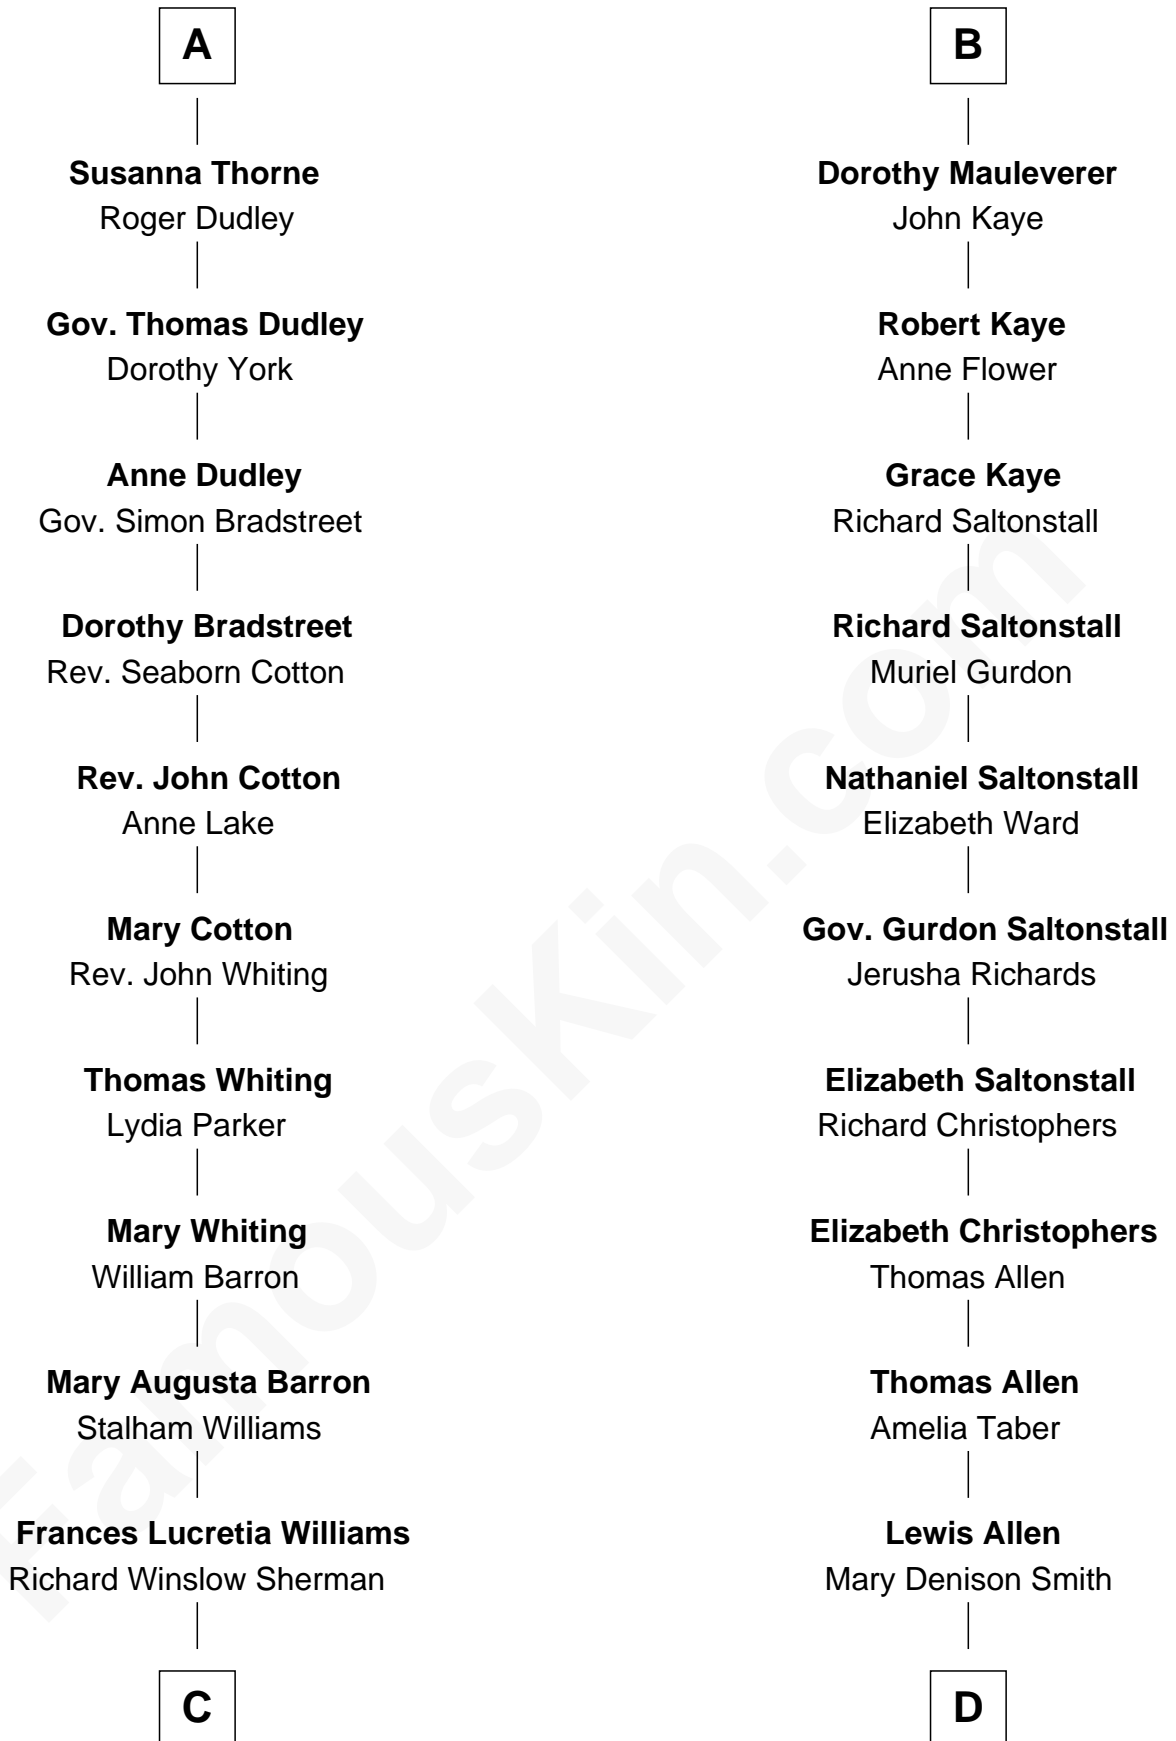 A
Susanna Thorne
Roger Dudley
Gov. Thomas Dudley
Dorothy York
Anne Dudley
Gov. Simon Bradstreet
Dorothy Bradstreet
Rev. Seaborn Cotton
Rev. John Cotton
Anne Lake
Mary Cotton
Rev. John Whiting
Thomas Whiting
Lydia Parker
Mary Whiting
William Barron
Mary Augusta Barron
Stalham Williams
Frances Lucretia Williams
Richard Winslow Sherman
C
B
Dorothy Mauleverer
John Kaye
Robert Kaye
Anne Flower
Grace Kaye
Richard Saltonstall
Richard Saltonstall
Muriel Gurdon
Nathaniel Saltonstall
Elizabeth Ward
Gov. Gurdon Saltonstall
Jerusha Richards
Elizabeth Saltonstall
Richard Christophers
Elizabeth Christophers
Thomas Allen
Thomas Allen
Amelia Taber
Lewis Allen
Mary Denison Smith
D
FamousKin.com